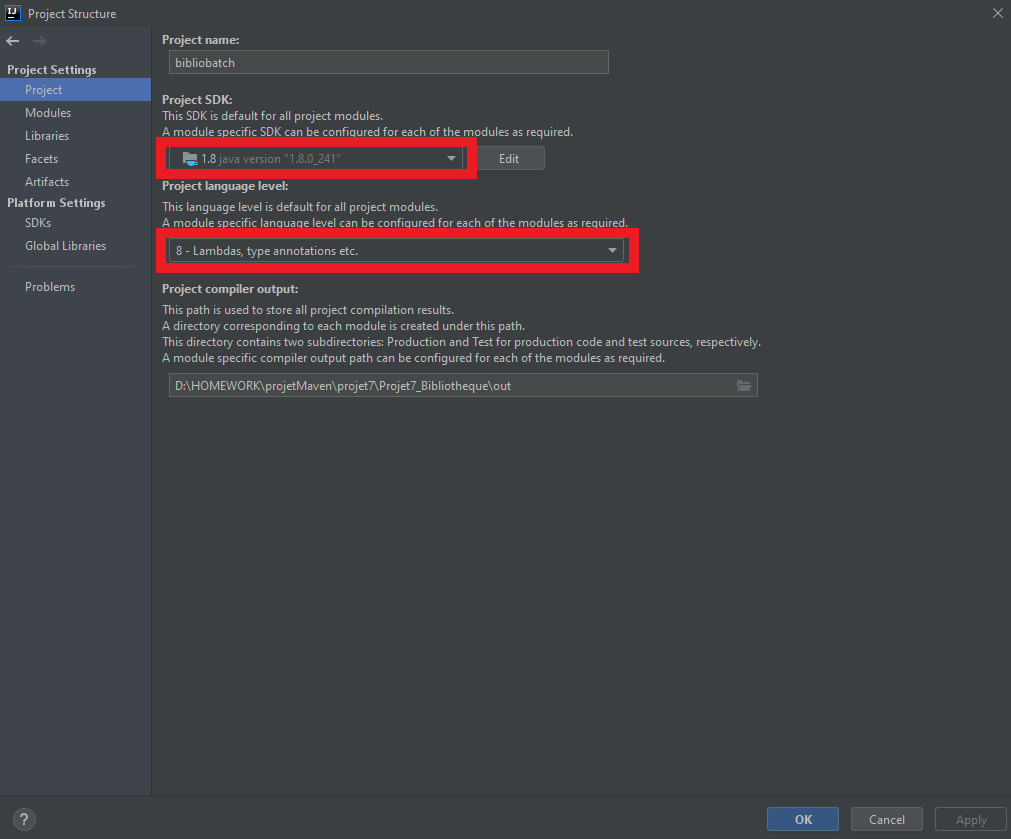 IJ Project Structure
Project Settings
Project
Modules
Libraries
Facets
Artifacts
Platform Settings
SDKs
Global Libraries
Problems
Project name:
bibliobatch
Project SDK:
This SDK is default for all project modules.
A module specific SDK can be configured for each of the modules as required.
1.8 java version "1.8.0_241"
Edit
Project language level:
This language level is default for all project modules.
A module specific language level can be configured for each of the modules as required.
8 - Lambdas, type annotations etc.
Project compiler output:
This path is used to store all project compilation results.
A directory corresponding to each module is created under this path.
This directory contains two subdirectories: Production and Test for production code and test sources, respectively.
A module specific compiler output path can be configured for each of the modules as required.
D:\HOMEWORK\projetMaven\projet7\Projet7_Bibliotheque\out
?
OK
Cancel
Apply